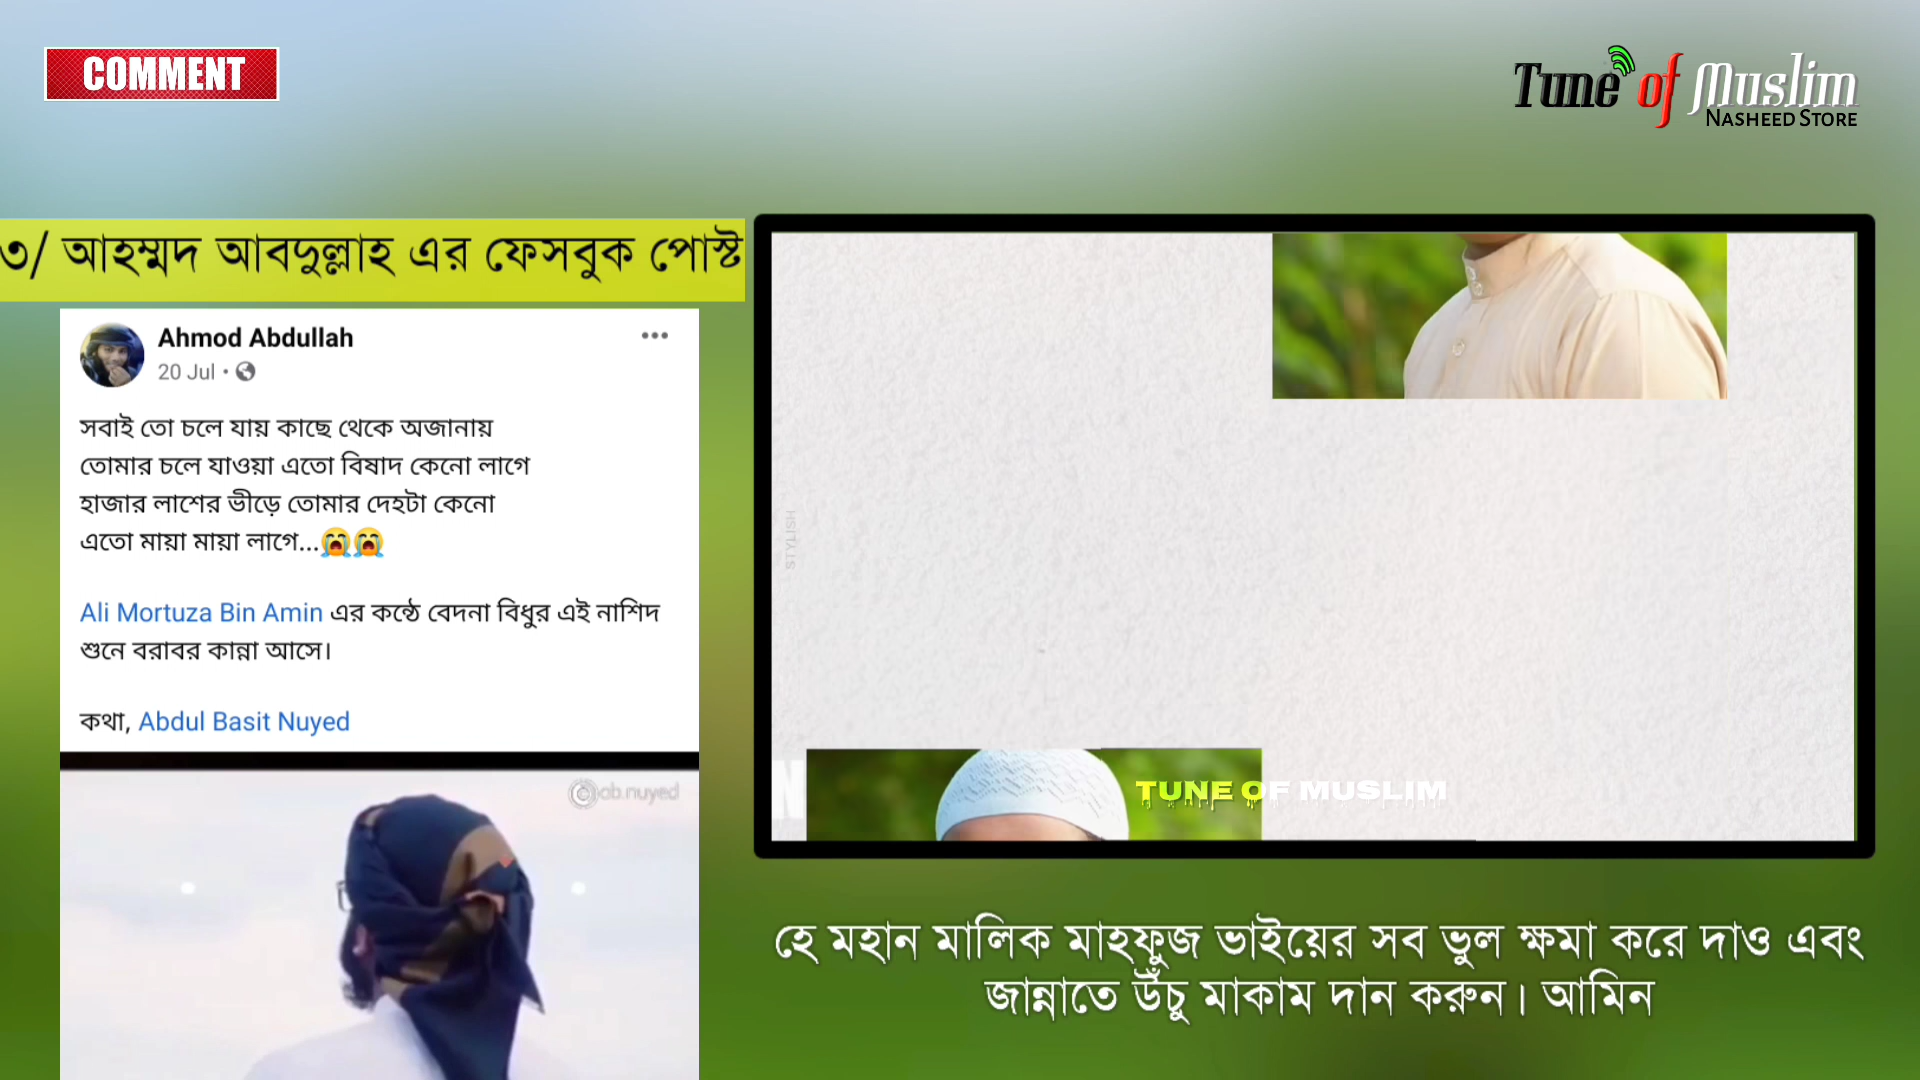 COMMENT
Tune of Muslim
NASHEED STORE
৩/ আহম্মদ আবদুল্লাহ এর ফেসবুক পোস্ট
Ahmod Abdullah
20 Jul
সবাই তো চলে যায় কাছে থেকে অজানায়
তোমার চলে যাওয়া এতো বিষাদ কেনো লাগে
হাজার লাশের ভীড়ে তোমার দেহটা কেনো
এতো মায়া মায়া লাগে...😭😭
Ali Mortuza Bin Amin এর কন্ঠে বেদনা বিধুর এই নাশিদ
শুনে বরাবর কান্না আসে।
কথা, Abdul Basit Nuyed
ab.nuyed
STYLISH
N
TUNE OF MUSLIM
হে মহান মালিক মাহফুজ ভাইয়ের সব ভুল ক্ষমা করে দাও এবং
জান্নাতে উঁচু মাকাম দান করুন। আমিন